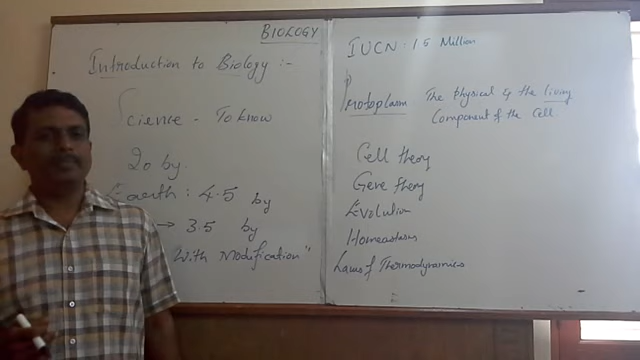 BIOLOGY
Introduction to Biology :-
Science - To know
20 by.
Earth : 4.5 by
→ 3.5 by
With Modification"
IUCN : 1.5 Million
Protoplasm The physical & the living
Component of the Cell
Cell theory
Gene theory
Evolution
Homeostasis
Laws of Thermodynamics